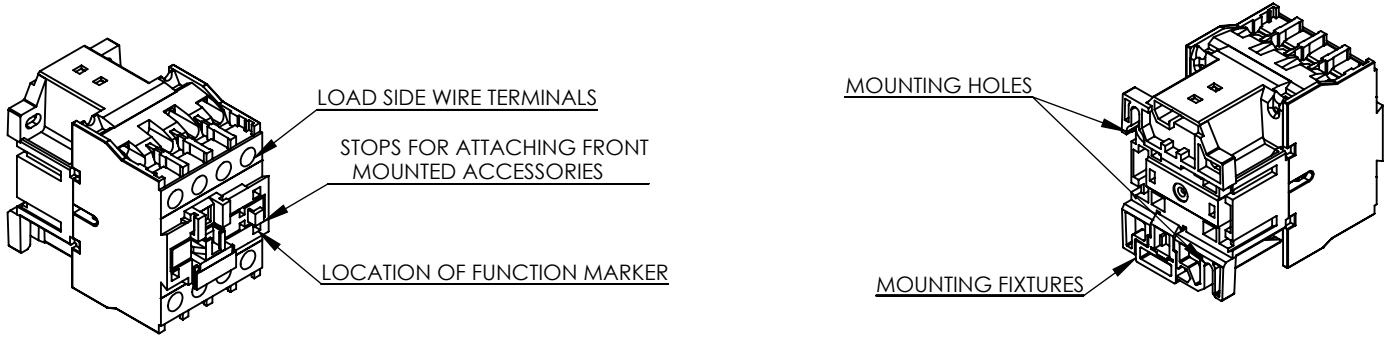 LOAD SIDE WIRE TERMINALS
STOPS FOR ATTACHING FRONT
MOUNTED ACCESSORIES
LOCATION OF FUNCTION MARKER
MOUNTING HOLES
MOUNTING FIXTURES